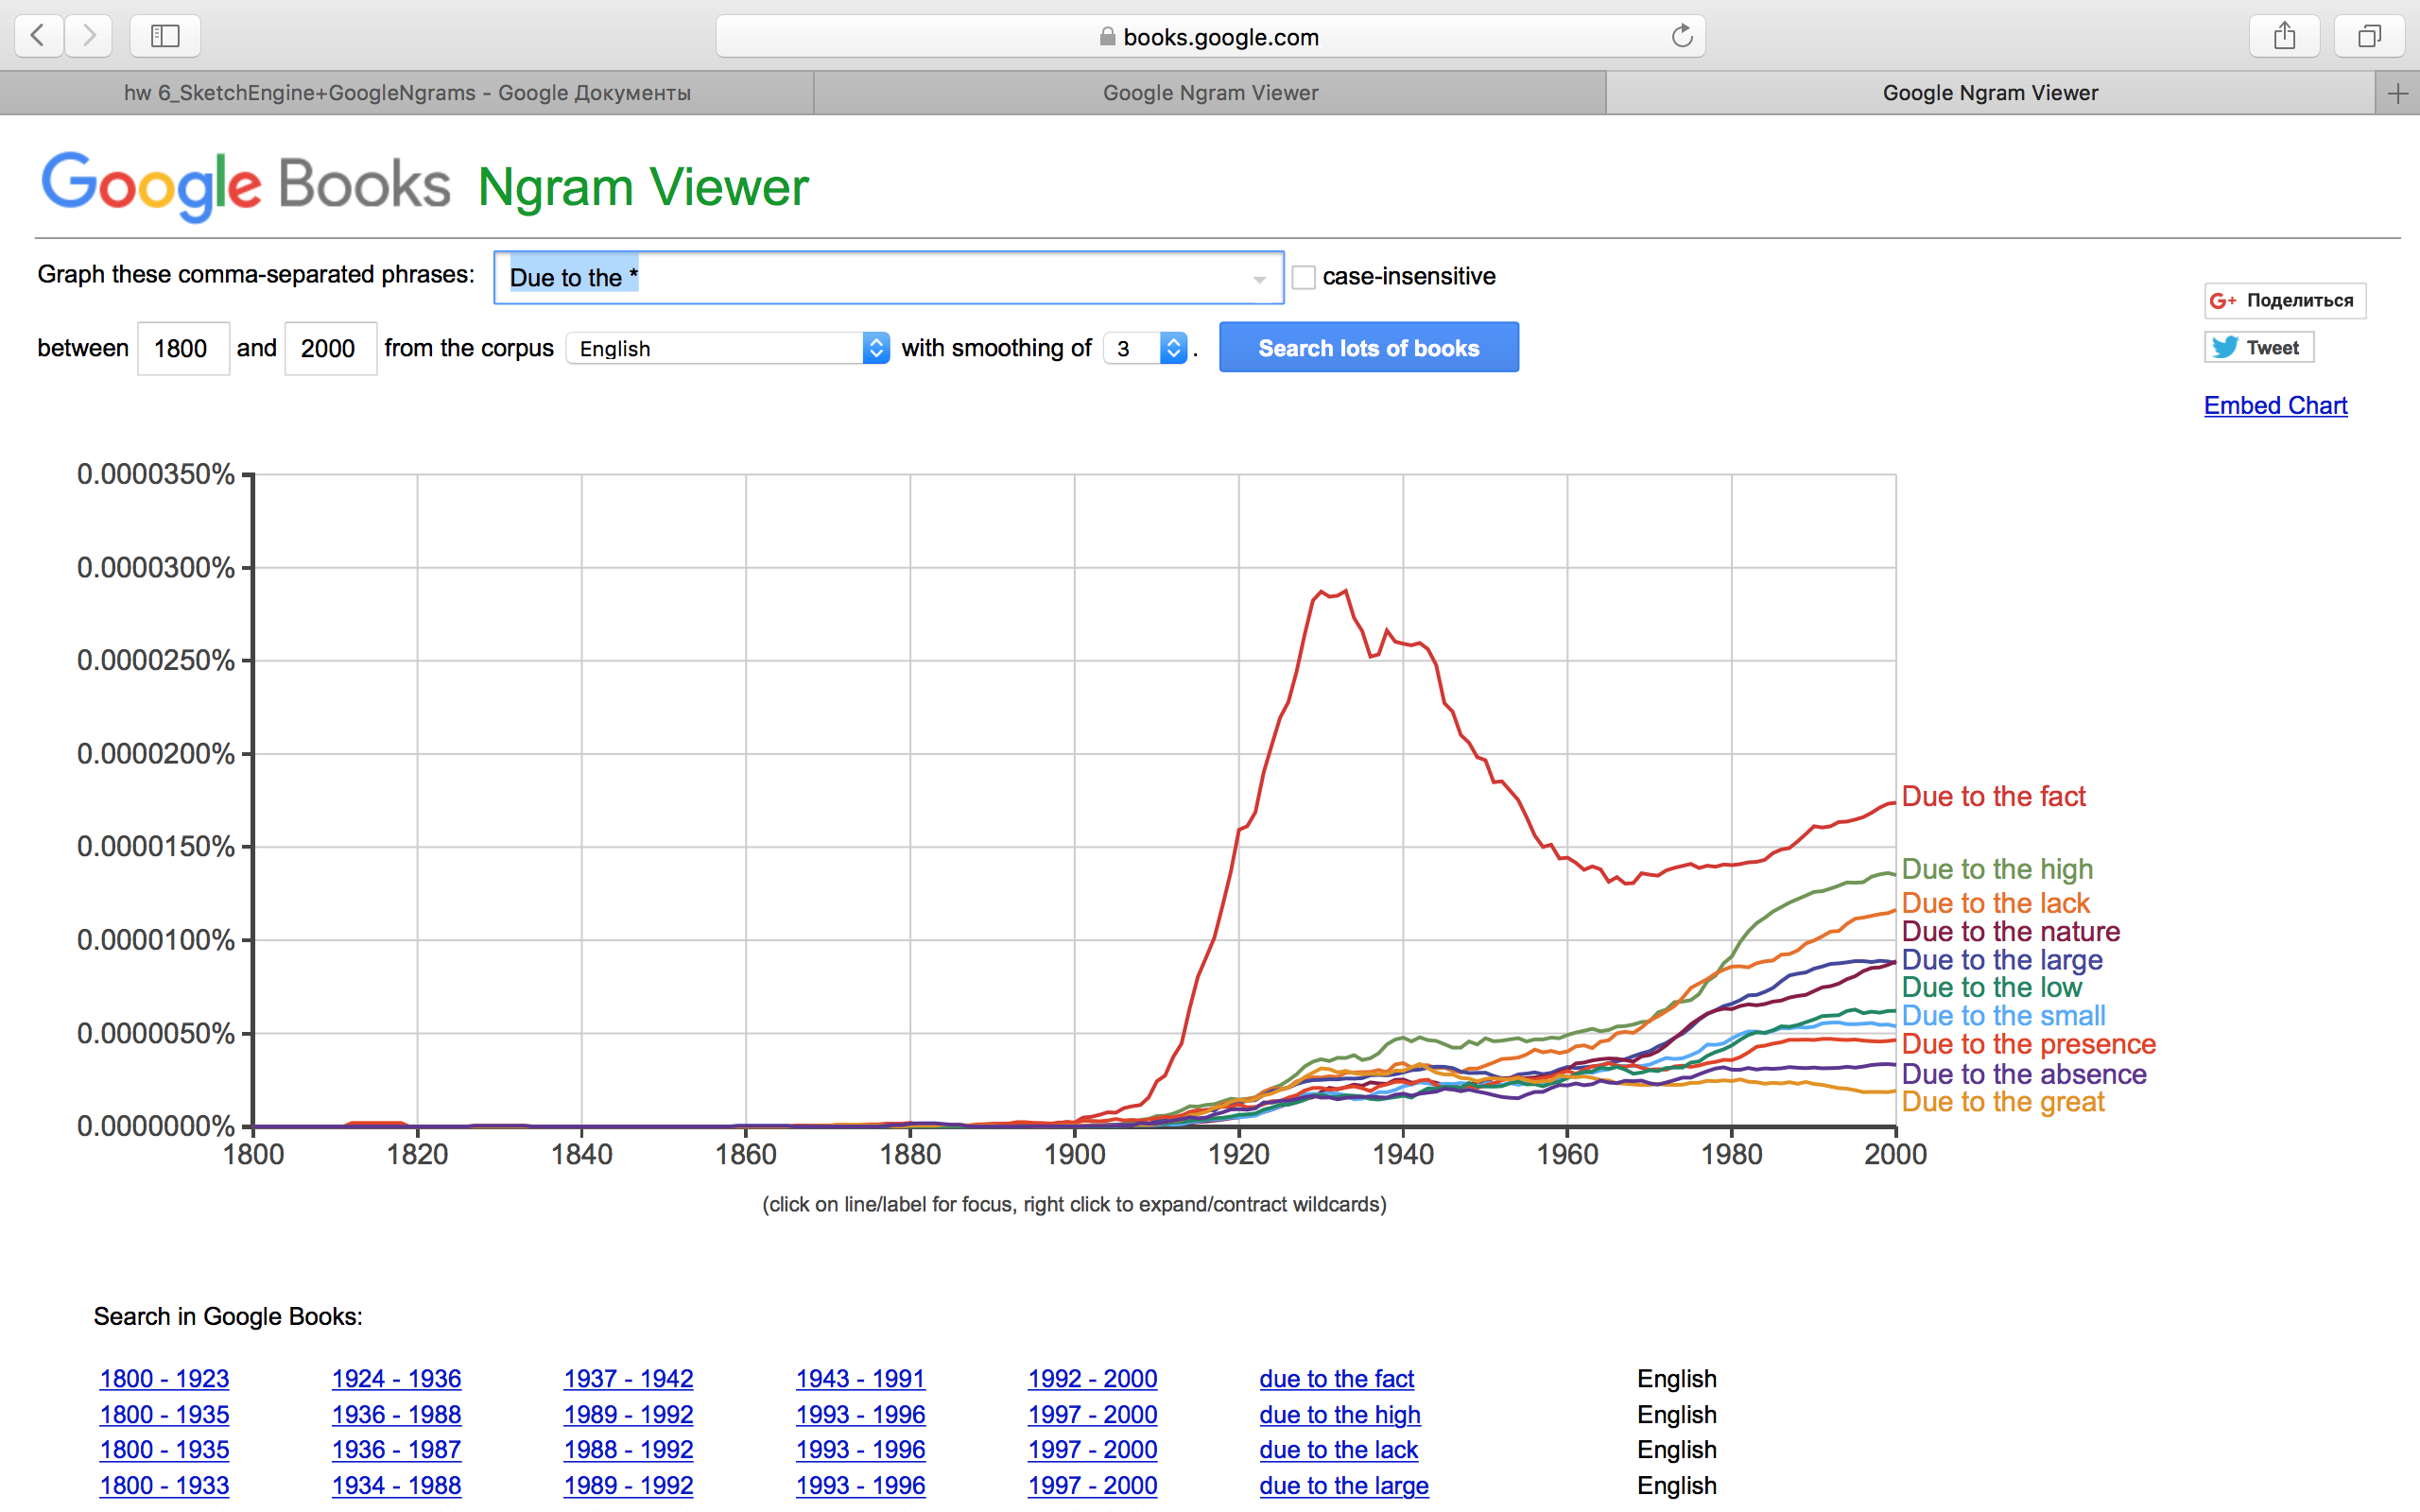 books.google.com
hw 6_SketchEngine+GoogleNgrams - Google Документы
Google Ngram Viewer
Google Ngram Viewer
Google Books Ngram Viewer
Graph these comma-separated phrases: Due to the * case-insensitive
G+ Поделиться
between 1800 and 2000 from the corpus English with smoothing of 3 . Search lots of books
Tweet
Embed Chart
0.0000350%
0.0000300%
0.0000250%
0.0000200%
0.0000150%
0.0000100%
0.0000050%
0.0000000%
Due to the fact
Due to the high
Due to the lack
Due to the nature
Due to the large
Due to the low
Due to the small
Due to the presence
Due to the absence
Due to the great
1800 1820 1840 1860 1880 1900 1920 1940 1960 1980 2000
(click on line/label for focus, right click to expand/contract wildcards)
Search in Google Books:
1800 - 1923 1924 - 1936 1937 - 1942 1943 - 1991 1992 - 2000 due to the fact English
1800 - 1935 1936 - 1988 1989 - 1992 1993 - 1996 1997 - 2000 due to the high English
1800 - 1935 1936 - 1987 1988 - 1992 1993 - 1996 1997 - 2000 due to the lack English
1800 - 1933 1934 - 1988 1989 - 1992 1993 - 1996 1997 - 2000 due to the large English